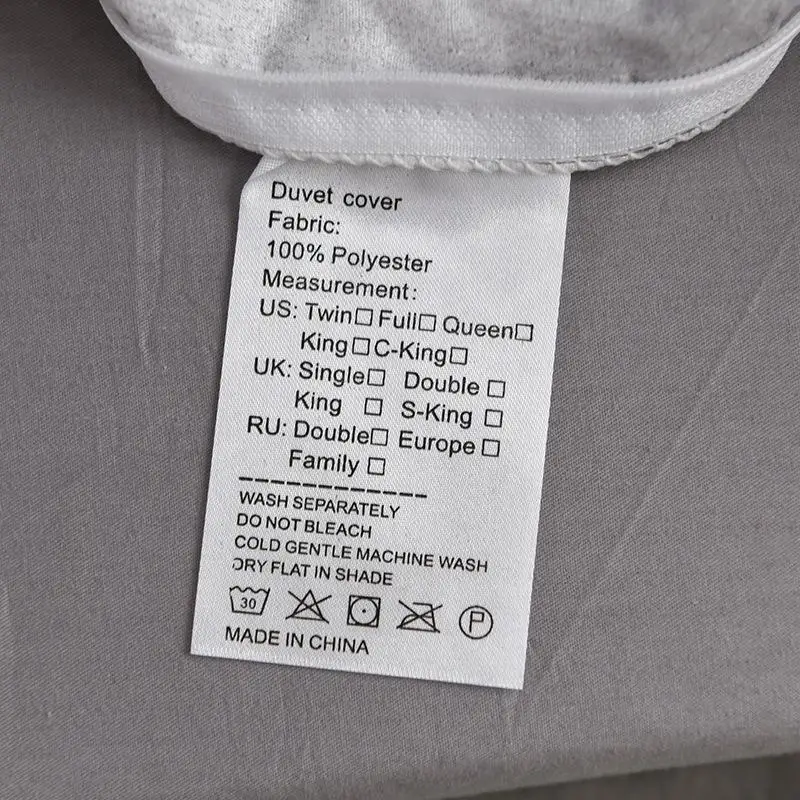 Duvet cover
Fabric:
100% Polyester
Measurement:
US: Twin☐ Full☐ Queen☐
King☐ C-King☐
UK: Single☐ Double ☐
King ☐ S-King ☐
RU: Double☐ Europe ☐
Family ☐
WASH SEPARATELY
DO NOT BLEACH
COLD GENTLE MACHINE WASH
DRY FLAT IN SHADE
30 P
MADE IN CHINA